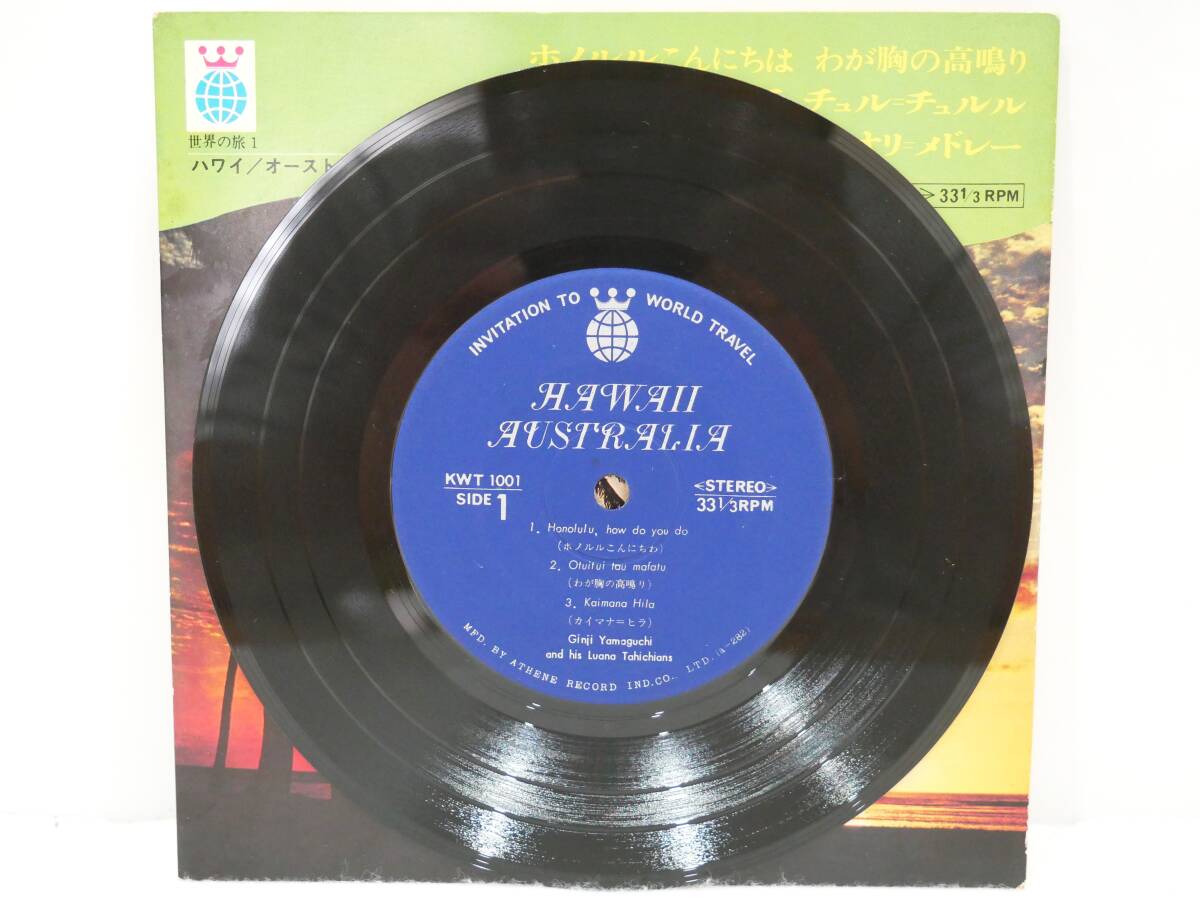 ホノルルこんにちは わが胸の高鳴り
チュル=チュルル
ナリ=メドレー
世界の旅 1
ハワイ/オースト
33 1/3 RPM
INVITATION TO WORLD TRAVEL
HAWAII
AUSTRALIA
KWT 1001
SIDE 1
<STEREO>
33 1/3 RPM
1. Honolulu, how do you do
(ホノルルこんにちわ)
2. Otuitui tau mafatu
(わが胸の高鳴り)
3. Kaimana Hila
(カイマナ=ヒラ)
Ginji Yamaguchi
and his Luana Tahichians
MFD. BY ATHENE RECORD IND. CO., LTD. (a-282)